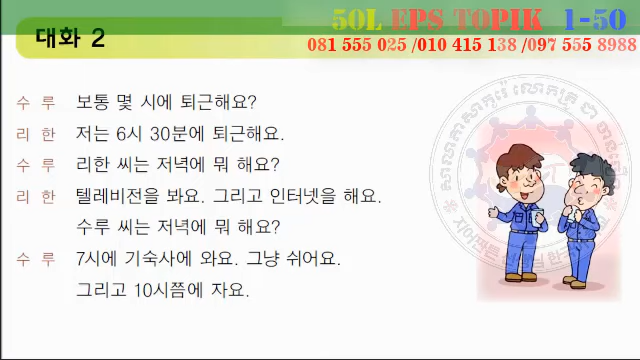 50L EPS TOPIK 1-50
081 555 025 /010 415 138 /097 555 8988
대화 2
수 루 보통 몇 시에 퇴근해요?
리 한 저는 6시 30분에 퇴근해요.
수 루 리한 씨는 저녁에 뭐 해요?
리 한 텔레비전을 봐요. 그리고 인터넷을 해요.
수루 씨는 저녁에 뭐 해요?
수 루 7시에 기숙사에 와요. 그냥 쉬어요.
그리고 10시쯤에 자요.